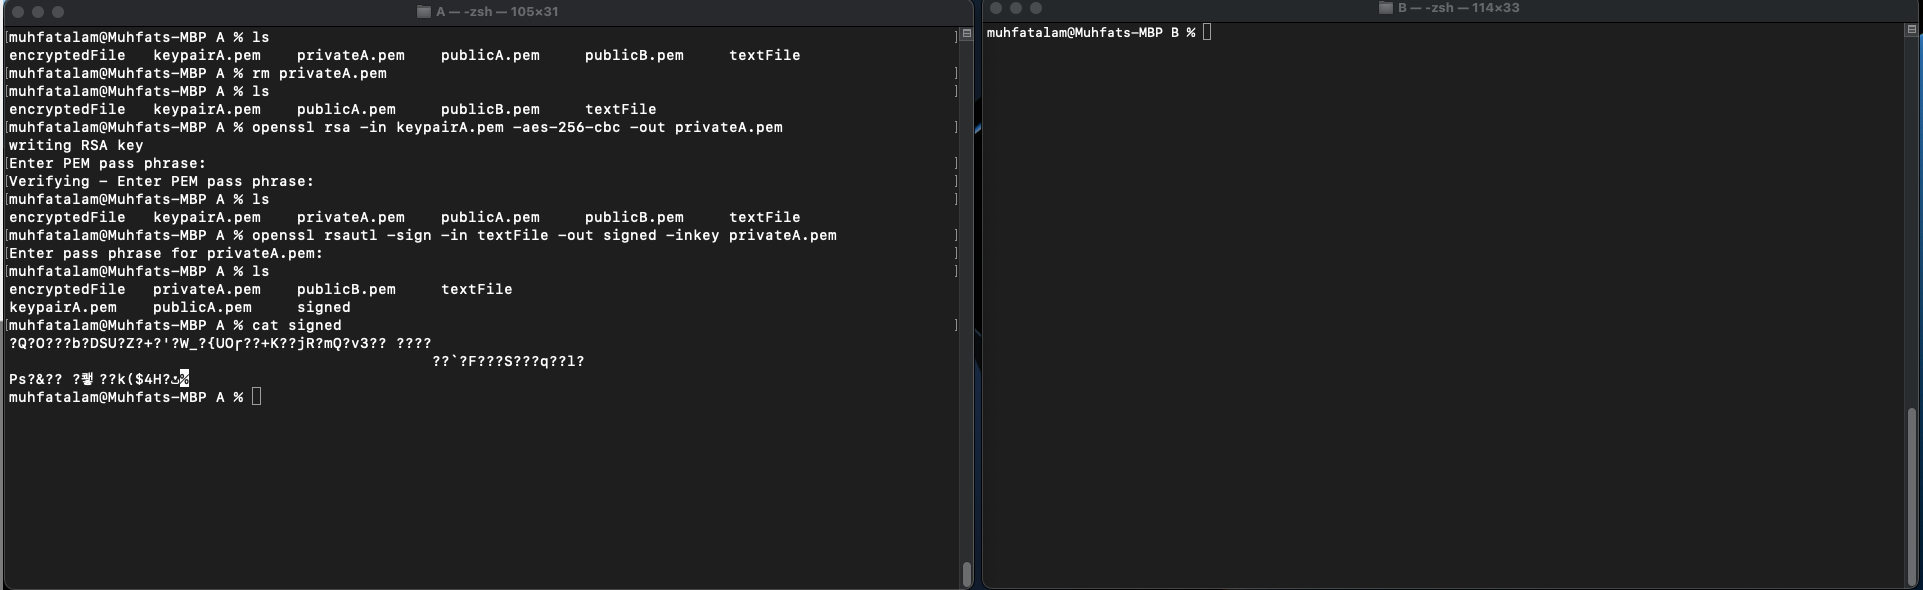 A — -zsh — 105×31
muhfatalam@Muhfats-MBP A % ls
encryptedFile keypairA.pem privateA.pem publicA.pem publicB.pem textFile
muhfatalam@Muhfats-MBP A % rm privateA.pem
muhfatalam@Muhfats-MBP A % ls
encryptedFile keypairA.pem publicA.pem publicB.pem textFile
muhfatalam@Muhfats-MBP A % openssl rsa -in keypairA.pem -aes-256-cbc -out privateA.pem
writing RSA key
Enter PEM pass phrase:
Verifying - Enter PEM pass phrase:
muhfatalam@Muhfats-MBP A % ls
encryptedFile keypairA.pem privateA.pem publicA.pem publicB.pem textFile
muhfatalam@Muhfats-MBP A % openssl rsautl -sign -in textFile -out signed -inkey privateA.pem
Enter pass phrase for privateA.pem:
muhfatalam@Muhfats-MBP A % ls
encryptedFile privateA.pem publicB.pem textFile
keypairA.pem publicA.pem signed
muhfatalam@Muhfats-MBP A % cat signed
?Q?O???b?DSU?Z?+?'?W_?{UOɼ??+K??jR?mQ?v3?? ????
??`?F???S???q??l?
Ps?&?? ??k($4H?%
muhfatalam@Muhfats-MBP A %
B — -zsh — 114×33
muhfatalam@Muhfats-MBP B %